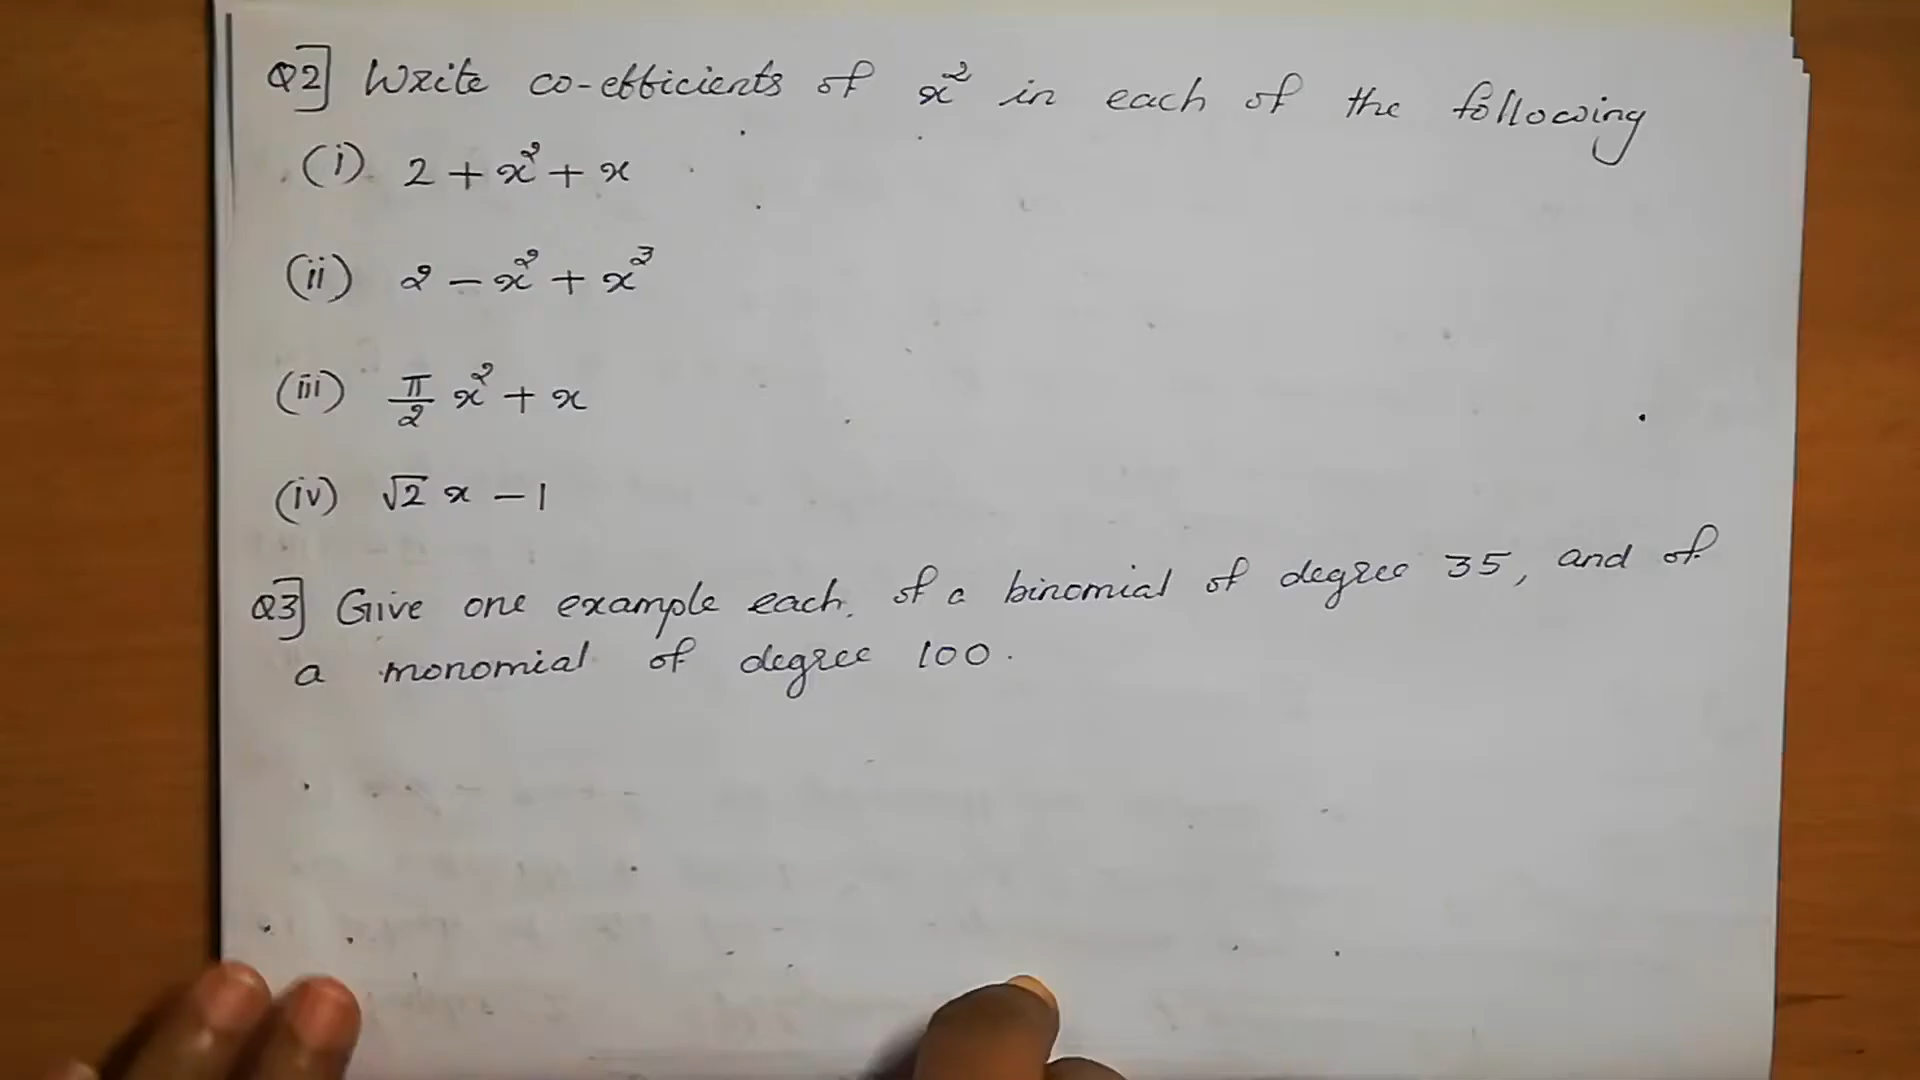 Q2] Write co-efficients of x² in each of the following
(i) 2 + x² + x
(ii) 2 - x² + x³
(iii) π/2 x² + x
(iv) √2 x - 1
Q3] Give one example each. of a binomial of degree 35, and of
a monomial of degree 100.